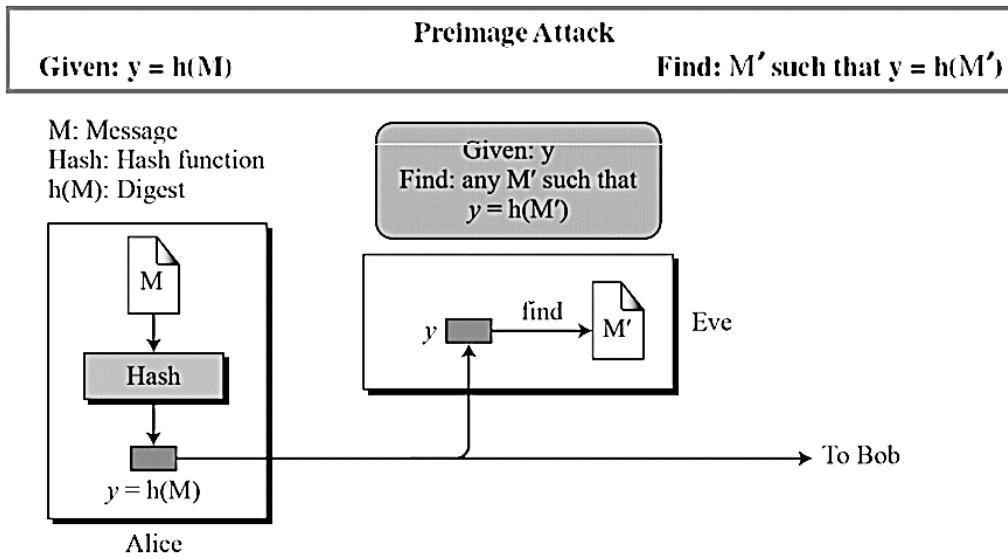 Preimage Attack
Given: y = h(M) Find: M′ such that y = h(M′)
M: Message
Hash: Hash function
h(M): Digest
Given: y
Find: any M′ such that
y = h(M′)
M
Hash
y = h(M)
Alice
y
find
M′
Eve
To Bob